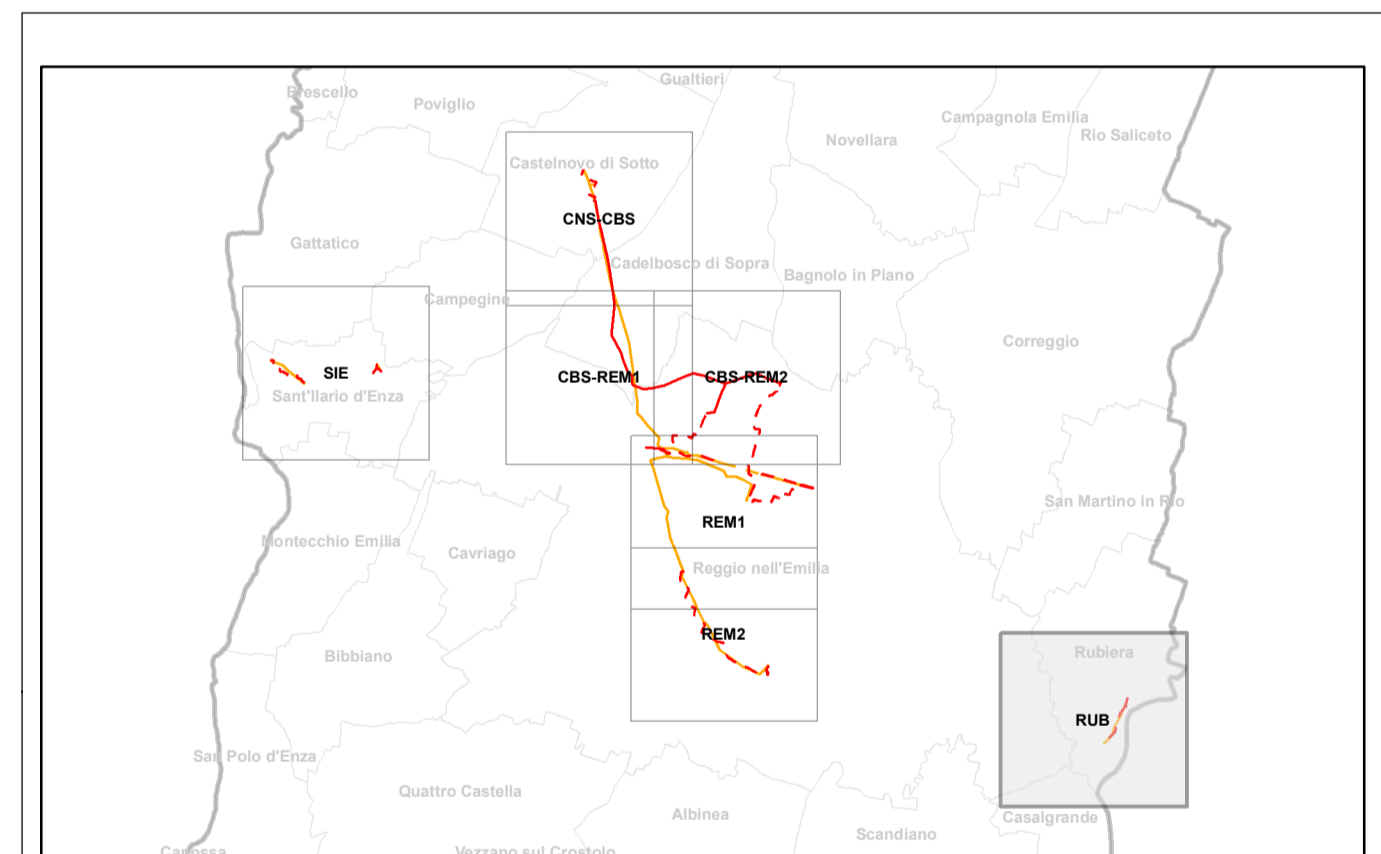 Gualtieri
Brescello
Poviglio
Campagnola Emilia
Rio Saliceto
Novellara
Castelnovo di Sotto
CNS-CBS
Gattatico
Cadelbosco di Sopra
Bagnolo in Piano
Campegine
Correggio
SIE
CBS-REM1
CBS-REM2
Sant'Ilario d'Enza
San Martino in Rio
REM1
Montecchio Emilia
Cavriago
Reggio nell'Emilia
REM2
Bibbiano
Rubiera
RUB
San Polo d'Enza
Quattro Castella
Albinea
Casalgrande
Scandiano
Canossa
Vezzano sul Crostolo